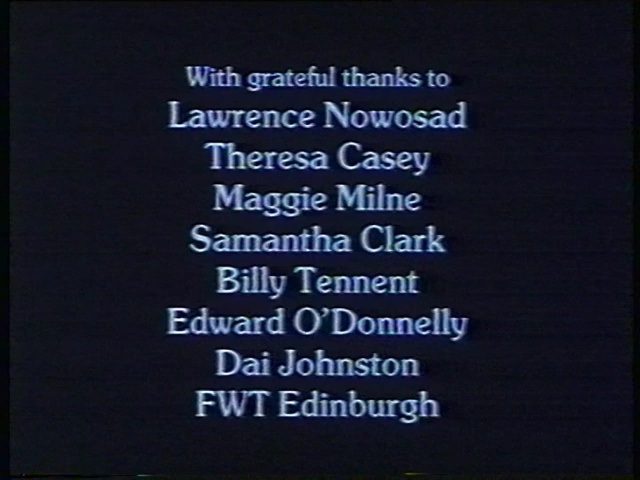 With grateful thanks to
Lawrence Nowosad
Theresa Casey
Maggie Milne
Samantha Clark
Billy Tennent
Edward O'Donnelly
Dai Johnston
FWT Edinburgh